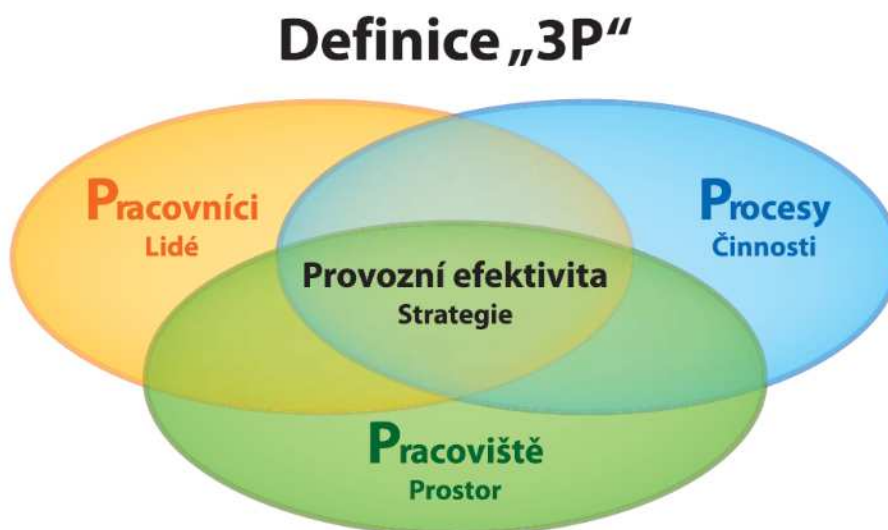 Definice „3P“
Pracovníci
Lidé
Procesy
Činnosti
Provozní efektivita
Strategie
Pracoviště
Prostor